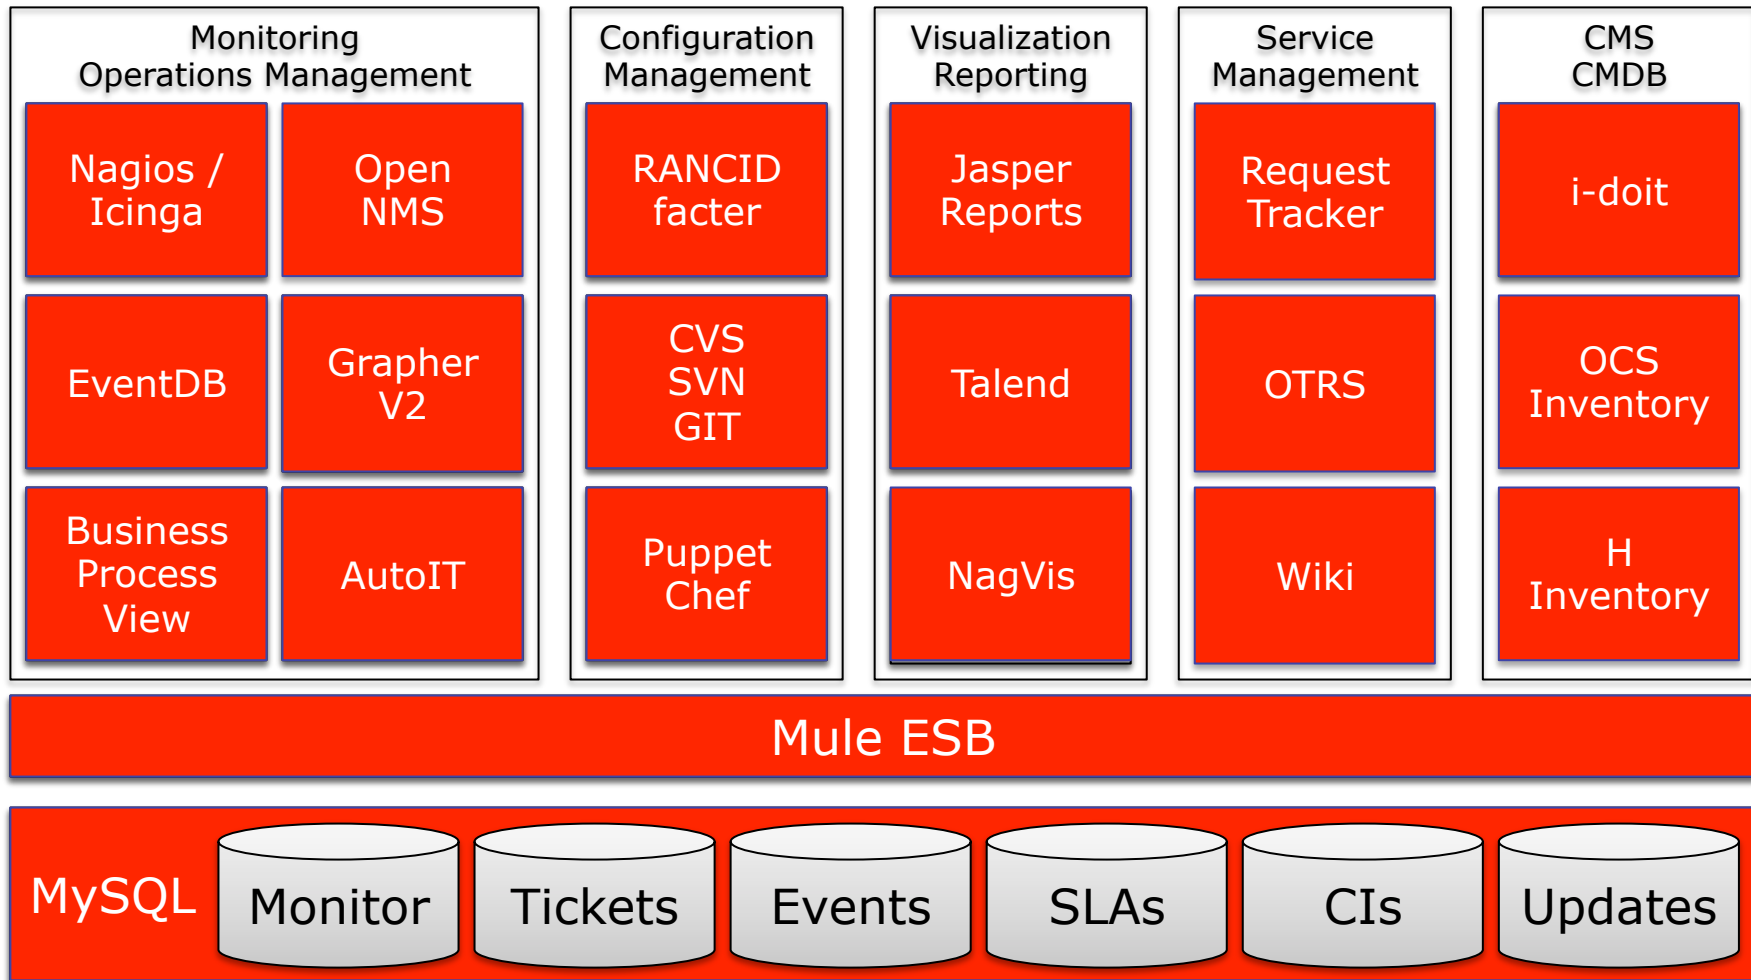 Monitoring
Operations Management
Nagios /
Icinga
Open
NMS
EventDB
Grapher
V2
Business
Process
View
AutoIT
Configuration
Management
RANCID
facter
CVS
SVN
GIT
Puppet
Chef
Visualization
Reporting
Jasper
Reports
Talend
NagVis
Service
Management
Request
Tracker
OTRS
Wiki
CMS
CMDB
i-doit
OCS
Inventory
H
Inventory
Mule ESB
MySQL
Monitor
Tickets
Events
SLAs
CIs
Updates